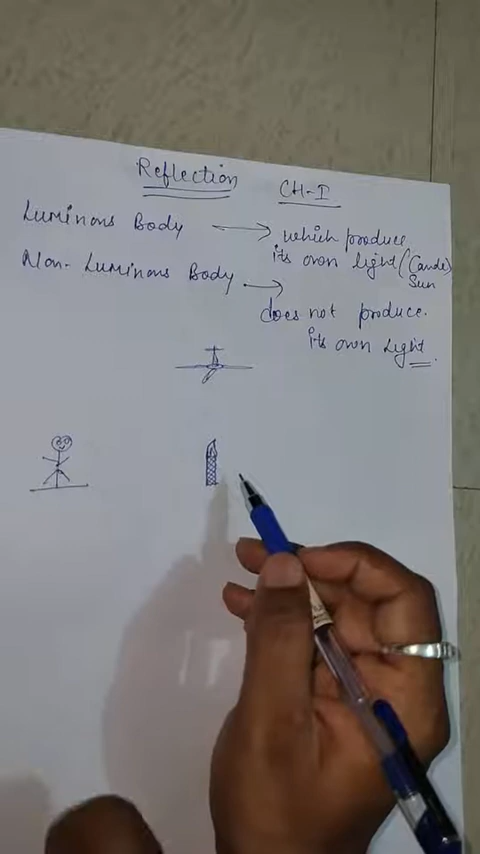 Reflection CH-I
Luminous Body → which produce
its own light (Candle)
Sun
Non-Luminous Body →
does not produce.
its own Light.